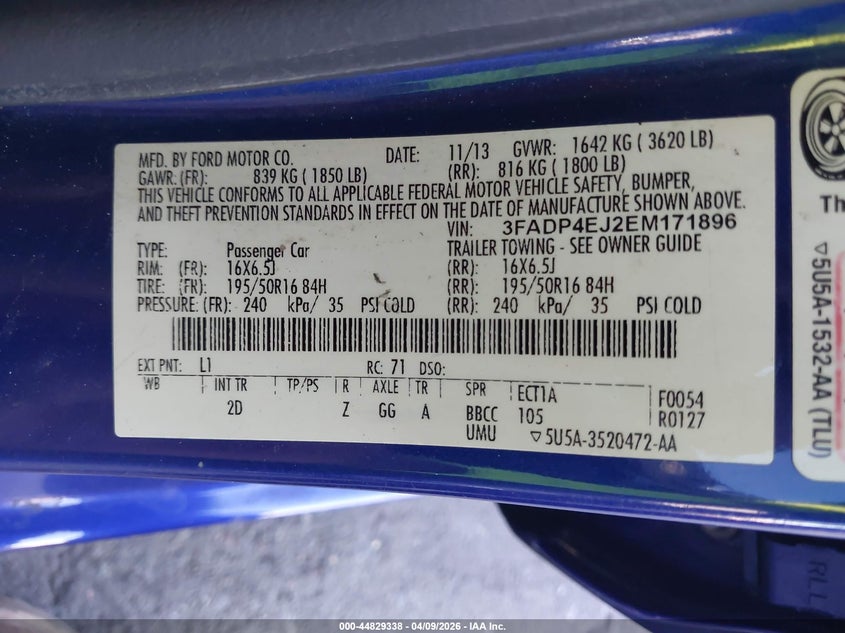 MFD. BY FORD MOTOR CO. DATE: 11/13 GVWR: 1642 KG ( 3620 LB)
GAWR: (FR): 839 KG ( 1850 LB) (RR): 816 KG ( 1800 LB)
THIS VEHICLE CONFORMS TO ALL APPLICABLE FEDERAL MOTOR VEHICLE SAFETY, BUMPER,
AND THEFT PREVENTION STANDARDS IN EFFECT ON THE DATE OF MANUFACTURE SHOWN ABOVE.
VIN: 3FADP4EJ2EM171896
TYPE: Passenger Car TRAILER TOWING - SEE OWNER GUIDE
RIM: (FR): 16X6.5J (RR): 16X6.5J
TIRE: (FR): 195/50R16 84H (RR): 195/50R16 84H
PRESSURE: (FR): 240 kPa/ 35 PSI COLD (RR): 240 kPa/ 35 PSI COLD
EXT PNT: L1 RC: 71 DSO:
WB INT TR TP/PS R AXLE TR SPR ECT1A F0054
2D Z GG A BBCC 105 R0127
UMU ▽5U5A-3520472-AA
Th
▽5U5A-1532-AA (TLU)
RLL
000-44829338 - 04/09/2026 - IAA Inc.